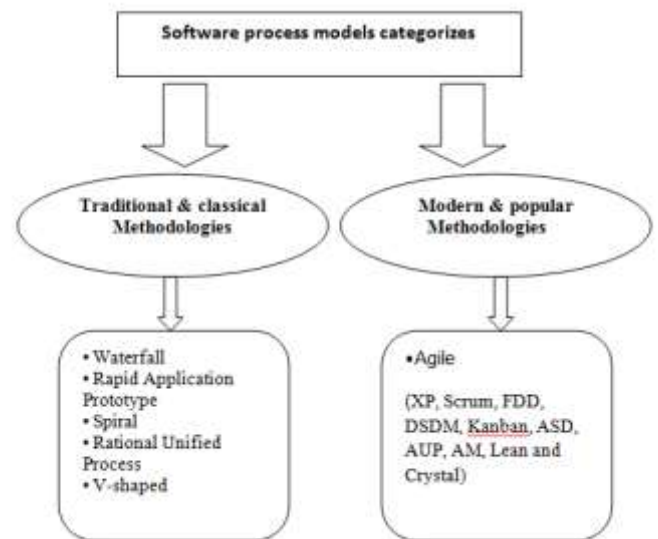 Software process models categorizes
Traditional & classical
Methodologies
Modern & popular
Methodologies
• Waterfall
• Rapid Application
Prototype
• Spiral
• Rational Unified
Process
• V-shaped
•Agile
(XP, Scrum, FDD,
DSDM, Kanban, ASD,
AUP, AM, Lean and
Crystal)